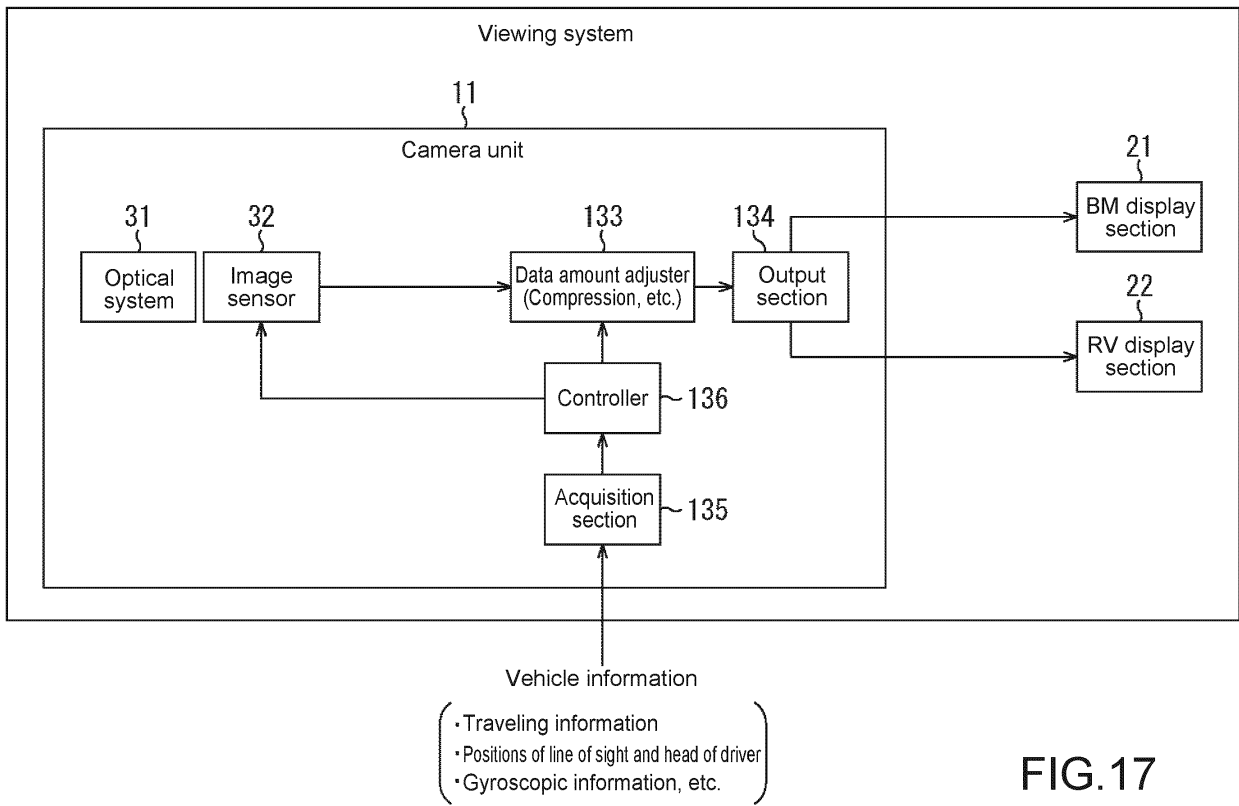 Viewing system
11
Camera unit
31
Optical
system
32
Image
sensor
133
Data amount adjuster
(Compression, etc.)
134
Output
section
21
BM display
section
22
RV display
section
Controller
136
Acquisition
section
135
Vehicle information
・Traveling information
・Positions of line of sight and head of driver
・Gyroscopic information, etc.
FIG.17